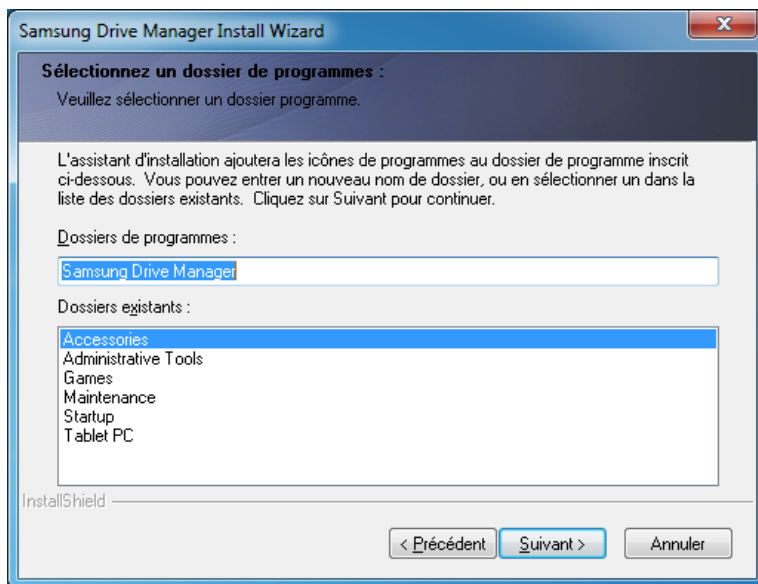 Samsung Drive Manager Install Wizard
Sélectionnez un dossier de programmes :
Veuillez sélectionner un dossier programme.
L'assistant d'installation ajoutera les icônes de programmes au dossier de programme inscrit
ci-dessous.  Vous pouvez entrer un nouveau nom de dossier, ou en sélectionner un dans la
liste des dossiers existants.  Cliquez sur Suivant pour continuer.
Dossiers de programmes :
Samsung Drive Manager
Dossiers existants :
Accessories
Administrative Tools
Games
Maintenance
Startup
Tablet PC
InstallShield
< Précédent
Suivant >
Annuler